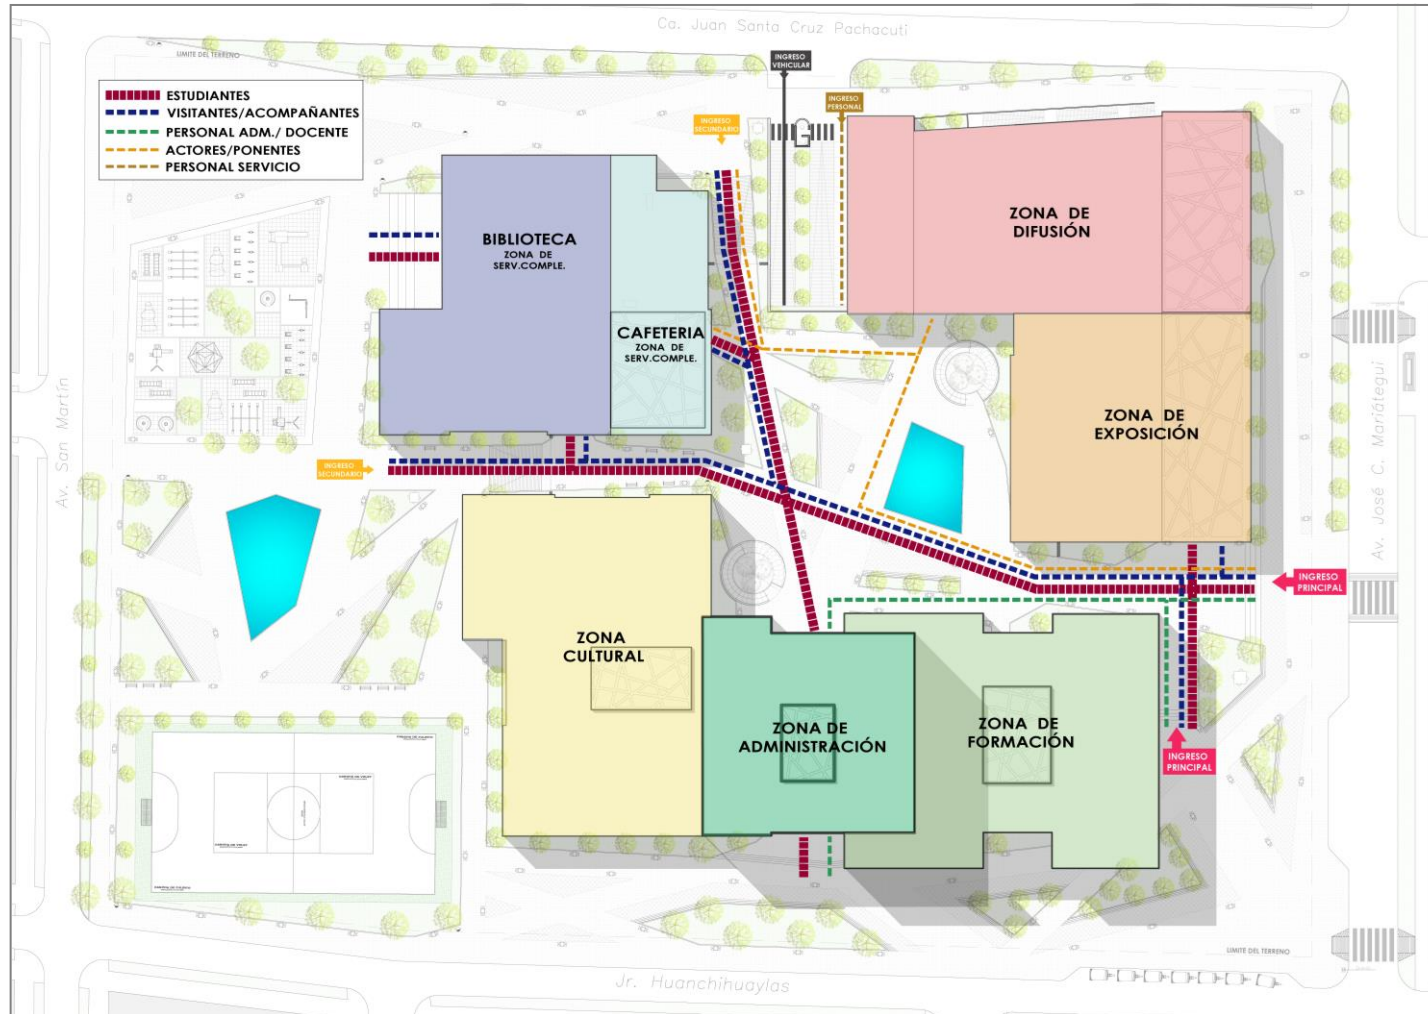 Ca. Juan Santa Cruz Pachacuti
LIMITE DEL TERRENO
INGRESO
VEHICULAR
ESTUDIANTES
VISITANTES/ACOMPAÑANTES
PERSONAL ADM./ DOCENTE
ACTORES/PONENTES
PERSONAL SERVICIO
INGRESO
PERSONAL
INGRESO
SECUNDARIO
ZONA DE
DIFUSIÓN
BIBLIOTECA
ZONA DE
SERV.COMPLE.
CAFETERIA
ZONA DE
SERV.COMPLE.
Av. San Martín
Av. José C. Mariátegui
ZONA DE
EXPOSICIÓN
INGRESO
SECUNDARIO
INGRESO
PRINCIPAL
ZONA
CULTURAL
ZONA DE
ADMINISTRACIÓN
ZONA DE
FORMACIÓN
INGRESO
PRINCIPAL
LIMITE DEL TERRENO
Jr. Huanchihuaylas